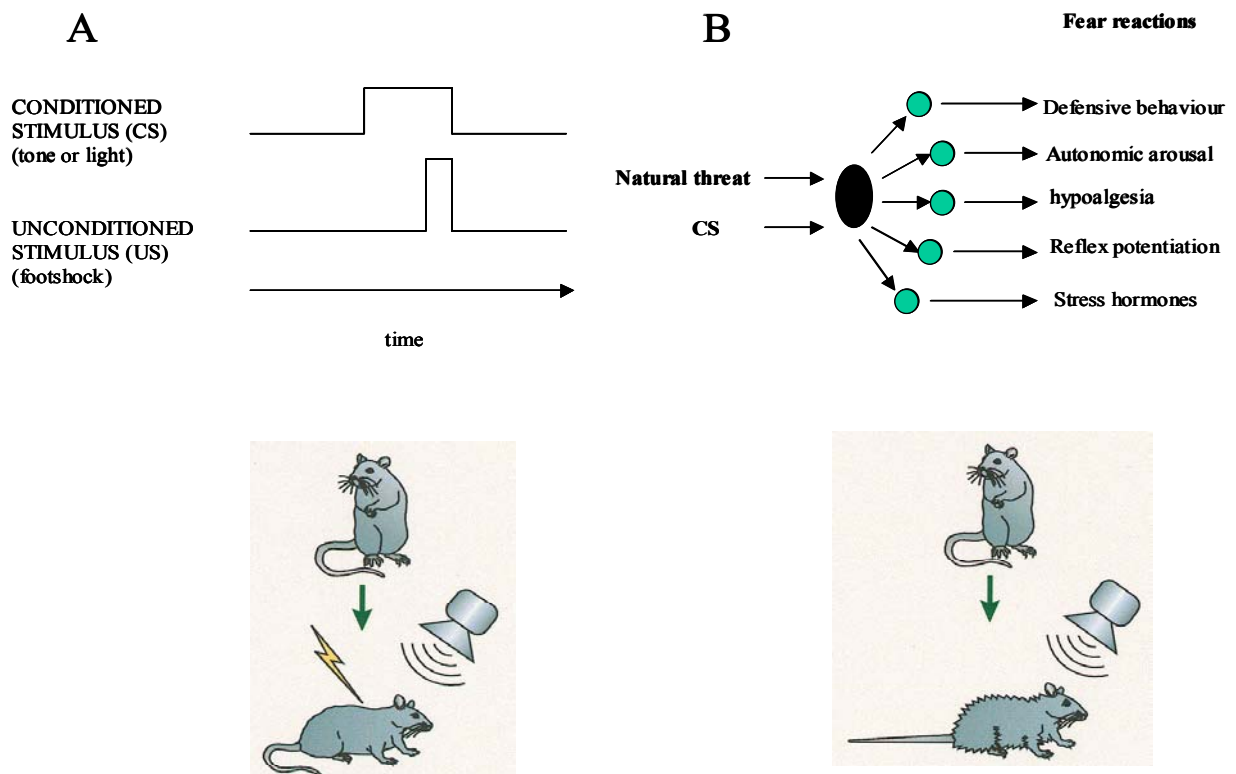 A
CONDITIONED
STIMULUS (CS)
(tone or light)
UNCONDITIONED
STIMULUS (US)
(footshock)
time
B
Fear reactions
Natural threat
CS
Defensive behaviour
Autonomic arousal
hypoalgesia
Reflex potentiation
Stress hormones